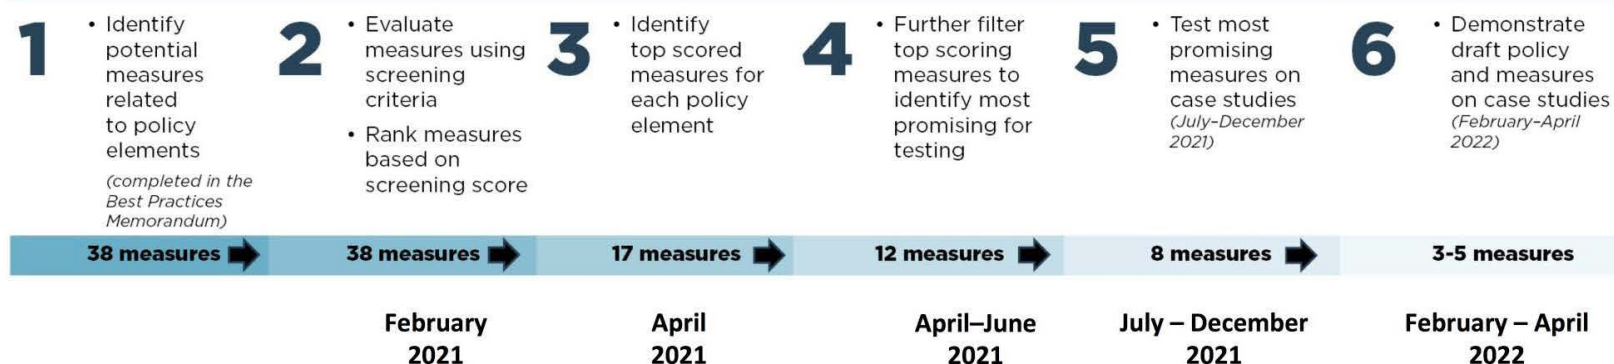 1
• Identify
potential
measures
related
to policy
elements
(completed in the
Best Practices
Memorandum)
2
• Evaluate
measures using
screening
criteria
• Rank measures
based on
screening score
3
• Identify
top scored
measures for
each policy
element
4
• Further filter
top scoring
measures to
identify most
promising for
testing
5
• Test most
promising
measures on
case studies
(July–December
2021)
6
• Demonstrate
draft policy
and measures
on case studies
(February–April
2022)
38 measures
38 measures
17 measures
12 measures
8 measures
3-5 measures
February
2021
April
2021
April–June
2021
July – December
2021
February – April
2022